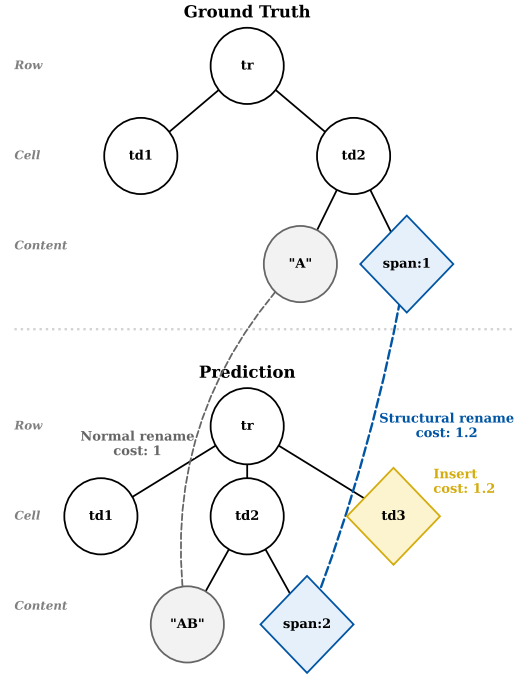 Ground Truth
Row
tr
Cell
td1
td2
Content
"A"
span:1
Prediction
Row
tr
Normal rename
cost: 1
Structural rename
cost: 1.2
Insert
cost: 1.2
Cell
td1
td2
td3
Content
"AB"
span:2